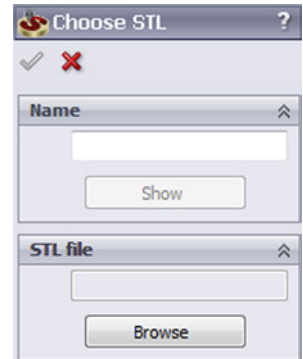 Choose STL ?
Name
Show
STL file
Browse